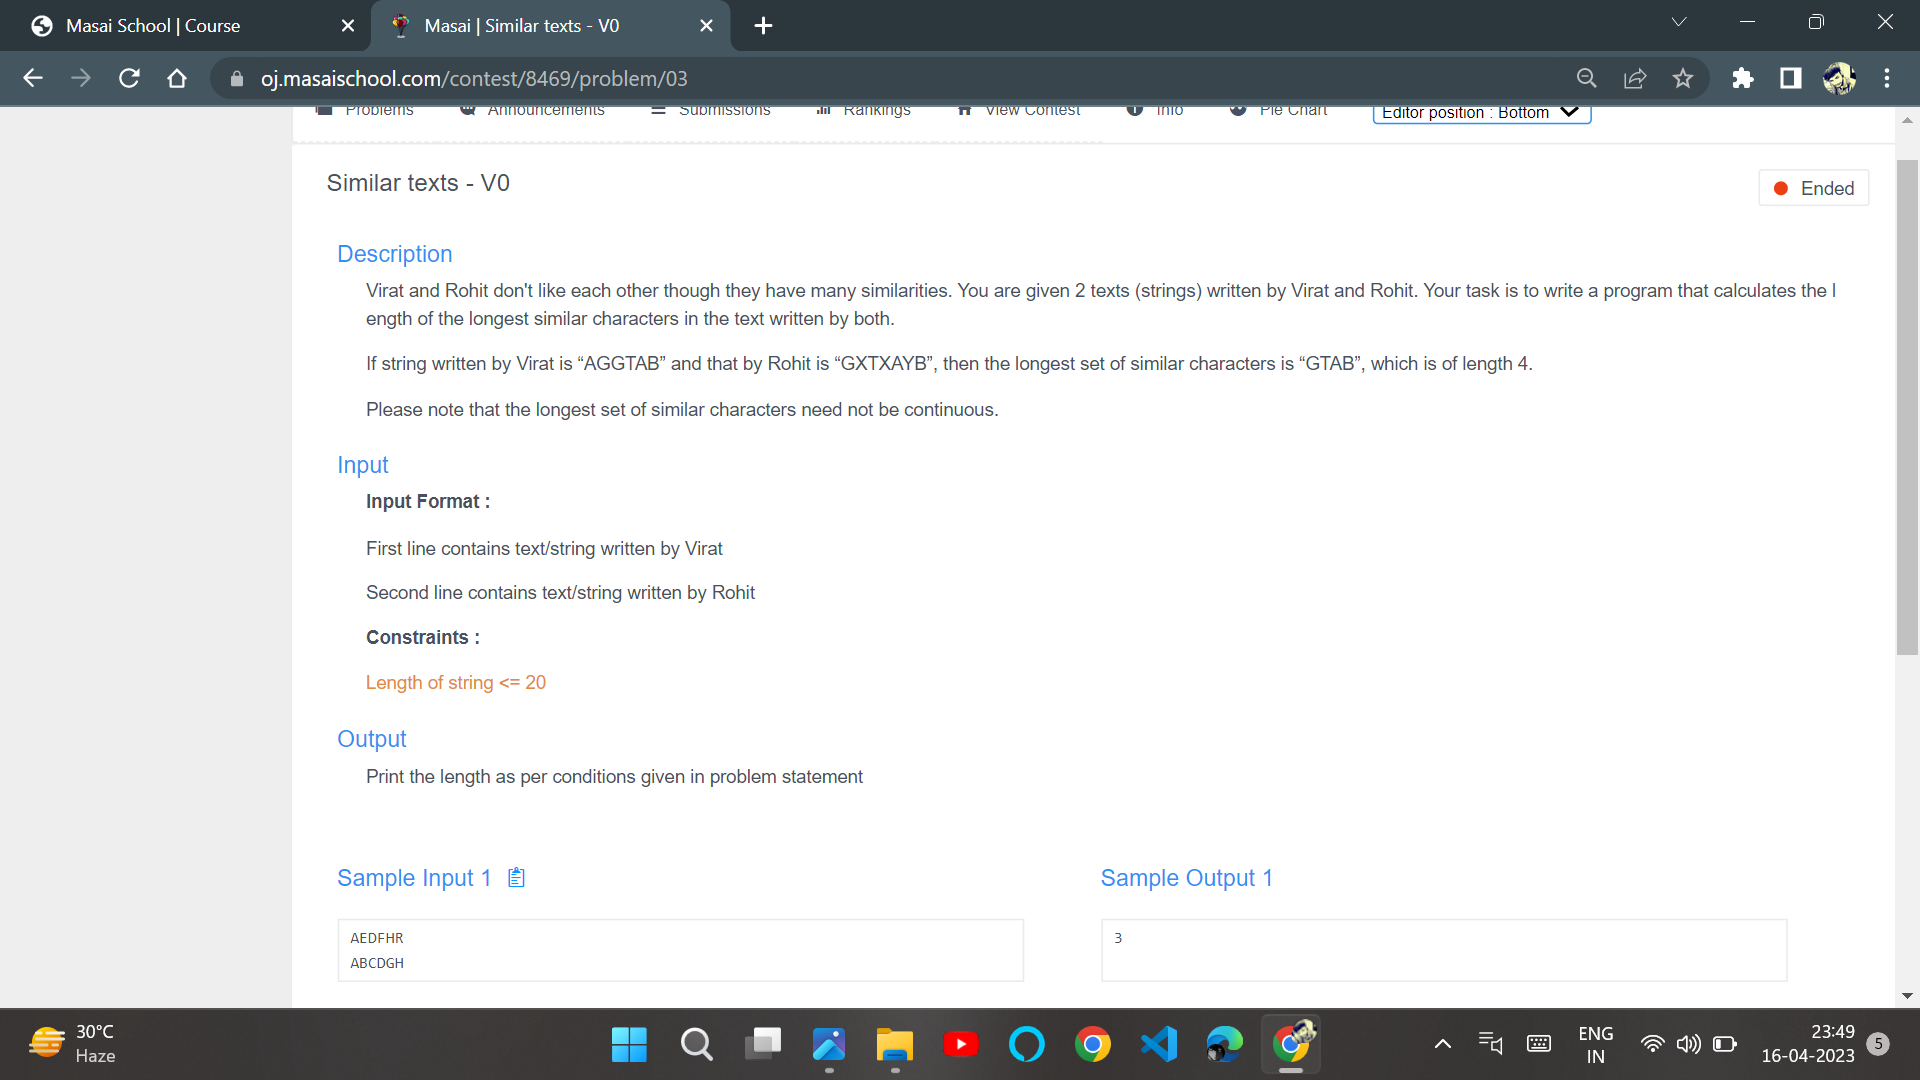 Masai School | Course
Masai | Similar texts - V0
oj.masaischool.com/contest/8469/problem/03
Problems Announcements Submissions Rankings View Contest Info Pie Chart Editor position : Bottom
Similar texts - V0
Ended
Description
Virat and Rohit don't like each other though they have many similarities. You are given 2 texts (strings) written by Virat and Rohit. Your task is to write a program that calculates the l
ength of the longest similar characters in the text written by both.
If string written by Virat is “AGGTAB” and that by Rohit is “GXTXAYB”, then the longest set of similar characters is “GTAB”, which is of length 4.
Please note that the longest set of similar characters need not be continuous.
Input
Input Format :
First line contains text/string written by Virat
Second line contains text/string written by Rohit
Constraints :
Length of string <= 20
Output
Print the length as per conditions given in problem statement
Sample Input 1
Sample Output 1
AEDFHR
ABCDGH
3
30°C
Haze
ENG
IN
23:49
16-04-2023
5